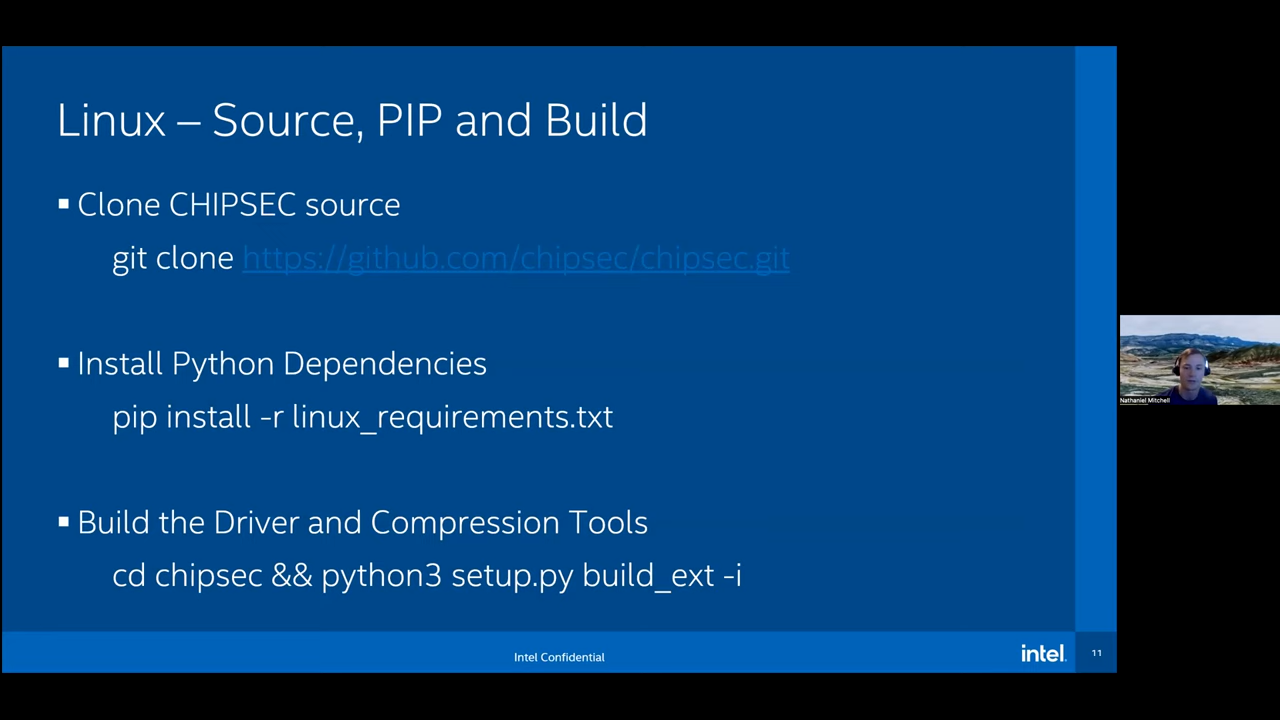 Linux – Source, PIP and Build
▪ Clone CHIPSEC source
git clone https://github.com/chipsec/chipsec.git
▪ Install Python Dependencies
pip install -r linux_requirements.txt
▪ Build the Driver and Compression Tools
cd chipsec && python3 setup.py build_ext -i
Intel Confidential
intel.
11
Nathaniel Mitchell